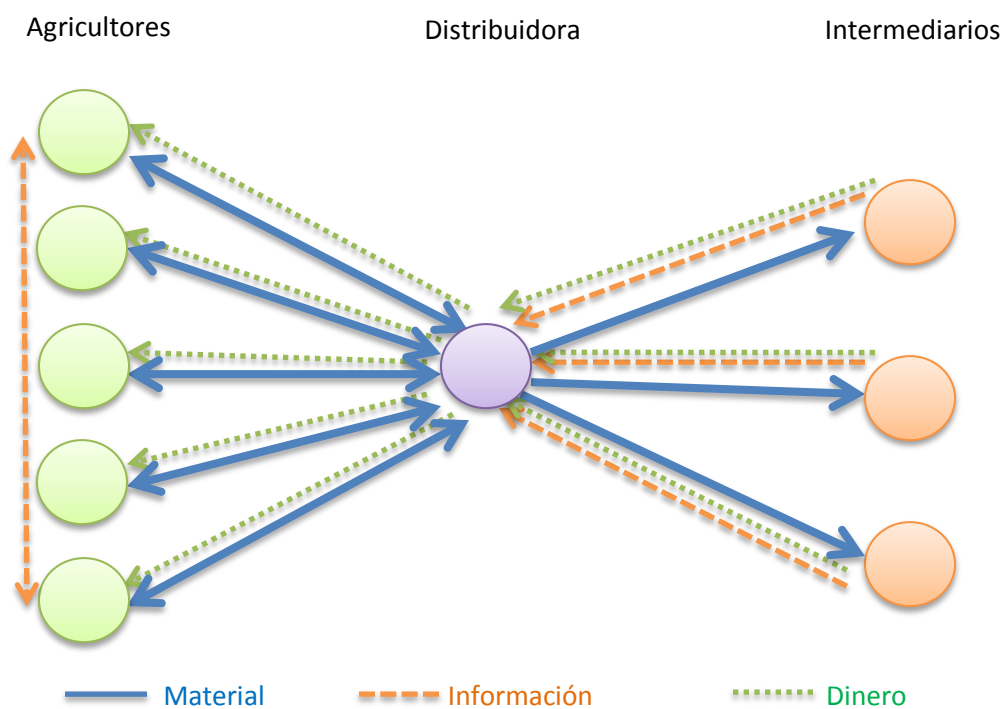 Agricultores Distribuidora Intermediarios
Material Información Dinero